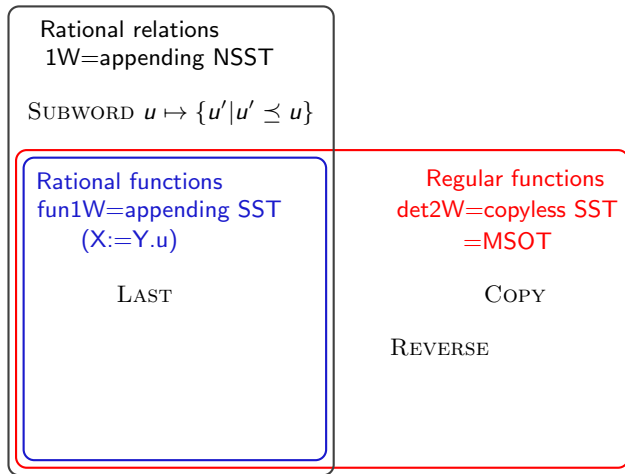 Rational relations
1W=appending NSST
SUBWORD u ↦ {u′|u′ ⪯ u}
Rational functions
fun1W=appending SST
(X:=Y.u)
Regular functions
det2W=copyless SST
=MSOT
LAST
COPY
REVERSE